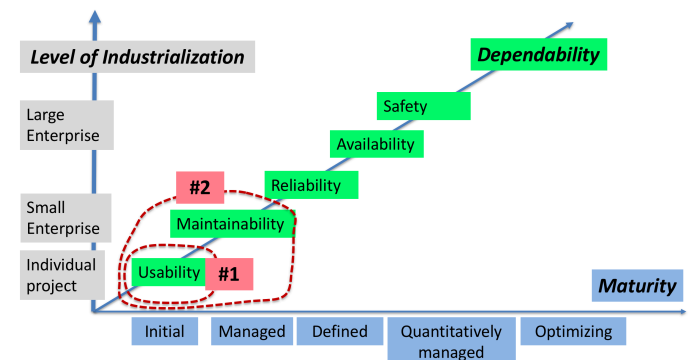 Level of Industrialization
Dependability
Large
Enterprise
Safety
Availability
#2
Reliability
Small
Enterprise
Maintainability
Individual
project
Usability
#1
Maturity
Initial
Managed
Defined
Quantitatively
managed
Optimizing